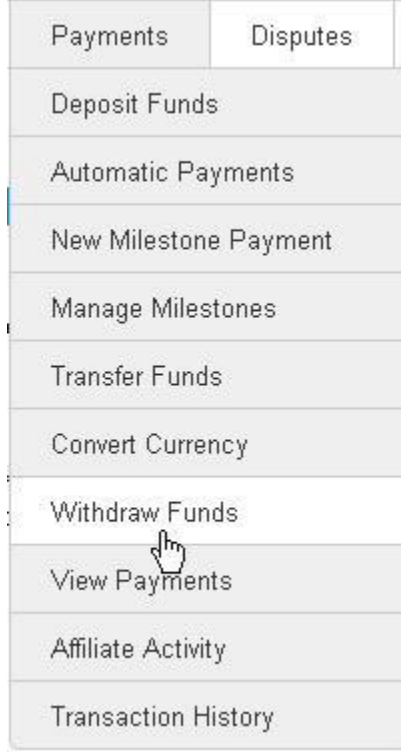 Payments Disputes
Deposit Funds
Automatic Payments
New Milestone Payment
Manage Milestones
Transfer Funds
Convert Currency
Withdraw Funds
View Payments
Affiliate Activity
Transaction History